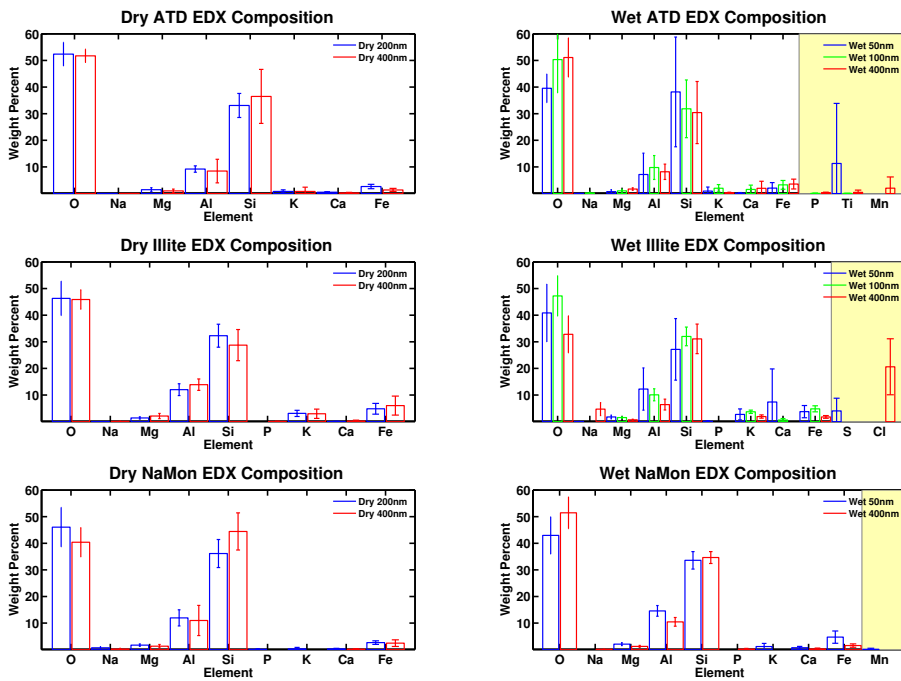 Dry ATD EDX Composition
60
50
40
30
20
10
Weight Percent
Dry 200nm
Dry 400nm
O Na Mg Al Si K Ca Fe
Element
Wet ATD EDX Composition
60
50
40
30
20
10
Weight Percent
Wet 50nm
Wet 100nm
Wet 400nm
O Na Mg Al Si K Ca Fe P Ti Mn
Element
Dry Illite EDX Composition
60
50
40
30
20
10
Weight Percent
Dry 200nm
Dry 400nm
O Na Mg Al Si P K Ca Fe
Element
Wet Illite EDX Composition
60
50
40
30
20
10
Weight Percent
Wet 50nm
Wet 100nm
Wet 400nm
O Na Mg Al Si P K Ca Fe S Cl
Element
Dry NaMon EDX Composition
60
50
40
30
20
10
Weight Percent
Dry 200nm
Dry 400nm
O Na Mg Al Si P K Ca Fe
Element
Wet NaMon EDX Composition
60
50
40
30
20
10
Weight Percent
Wet 50nm
Wet 400nm
O Na Mg Al Si P K Ca Fe Mn
Element